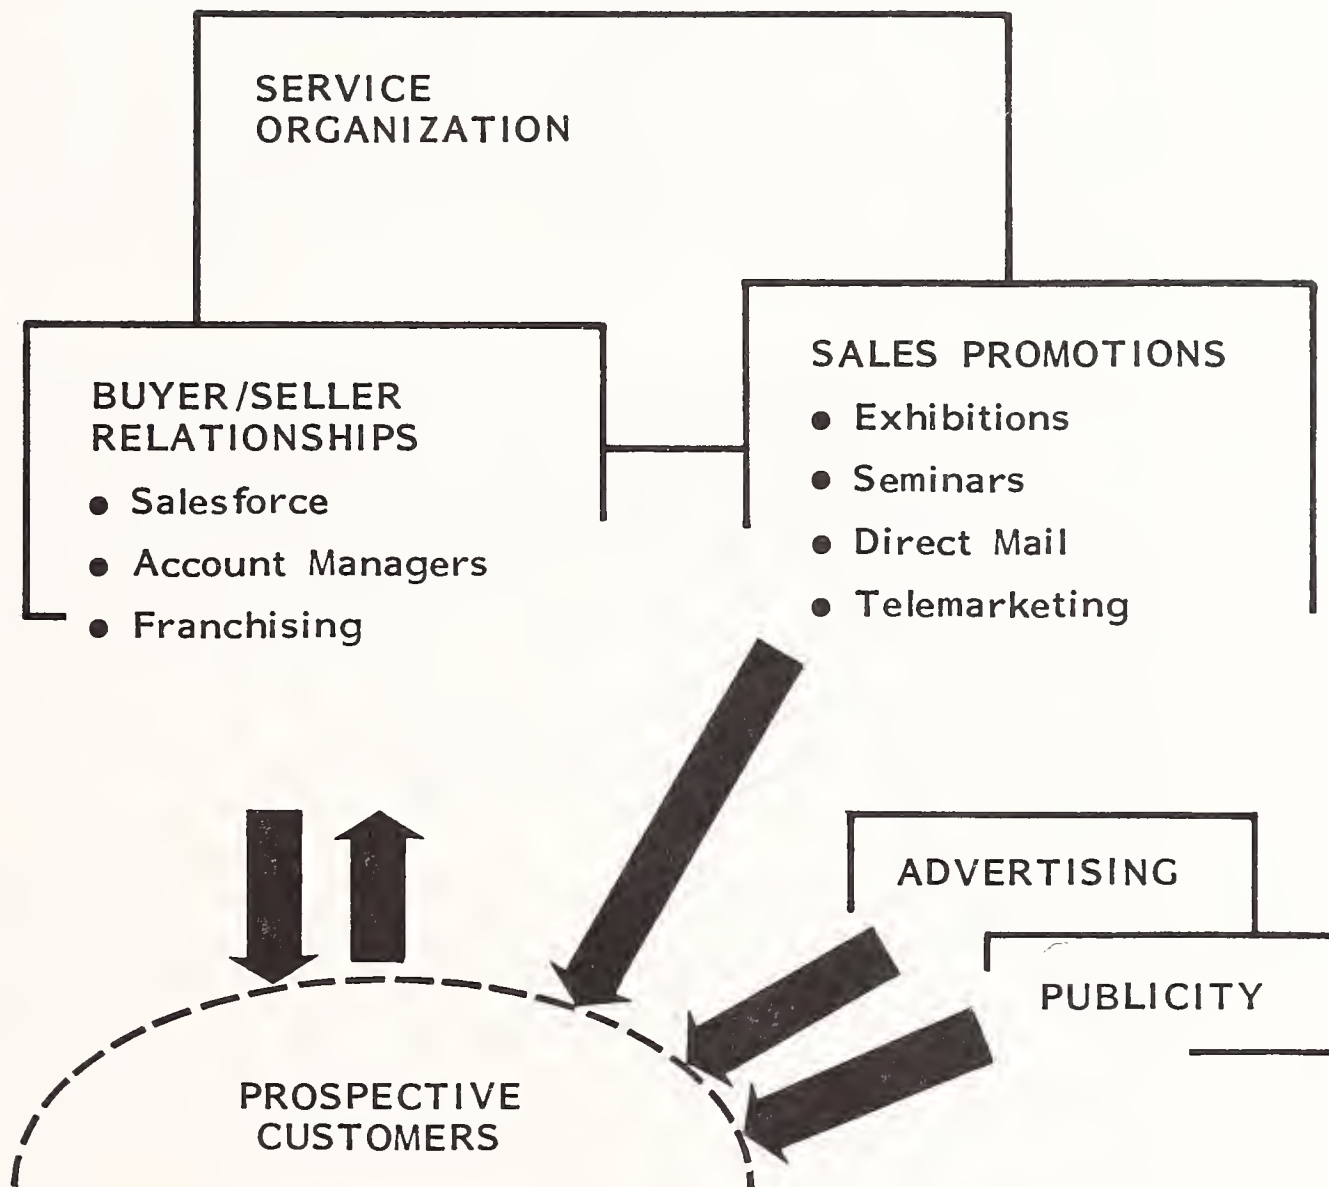 SERVICE
ORGANIZATION
BUYER/SELLER
RELATIONSHIPS
● Salesforce
● Account Managers
● Franchising
SALES PROMOTIONS
● Exhibitions
● Seminars
● Direct Mail
● Telemarketing
ADVERTISING
PUBLICITY
PROSPECTIVE
CUSTOMERS